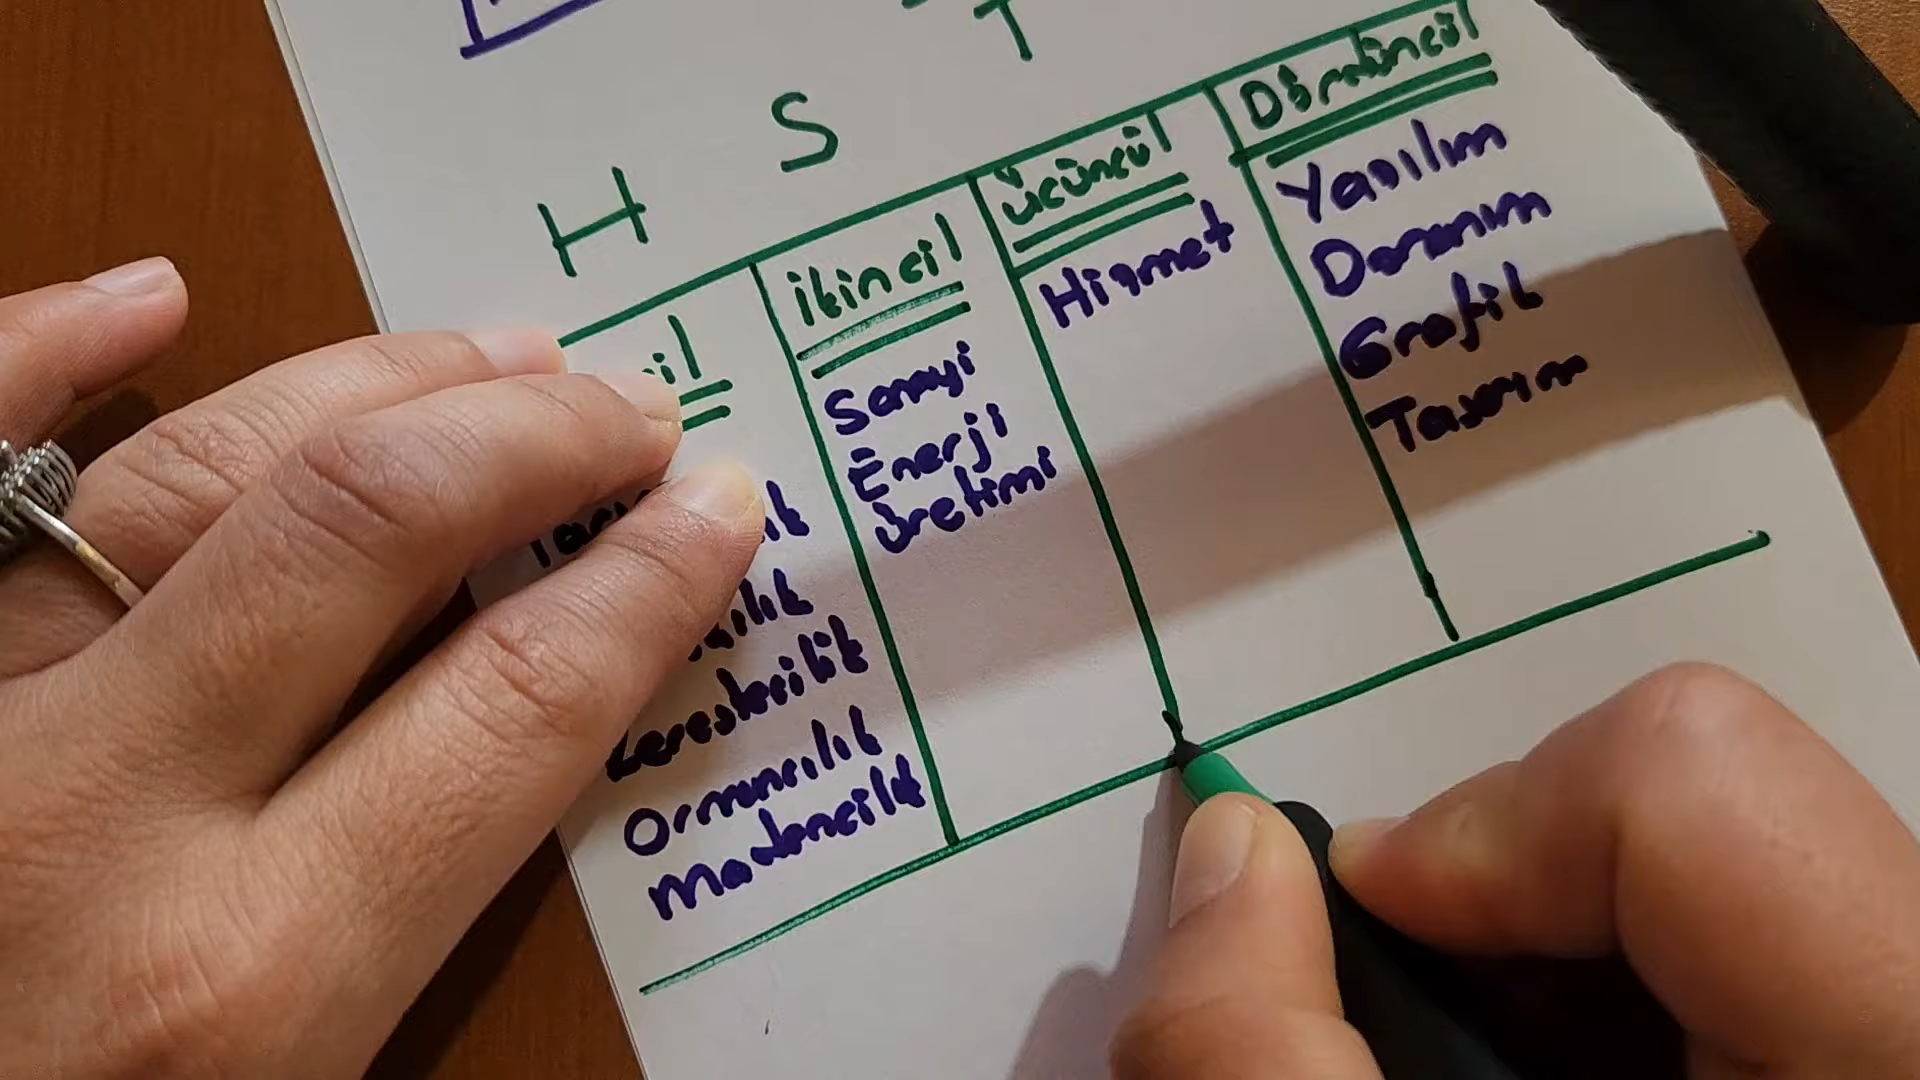 T
S
H
Dördüncül
Üçüncül
İkincil
Yazılım
Donanım
Grafik
Tasarım
Hizmet
Sanayi
Enerji
üretimi
Kerestecilik
Ormancılık
Madencilik